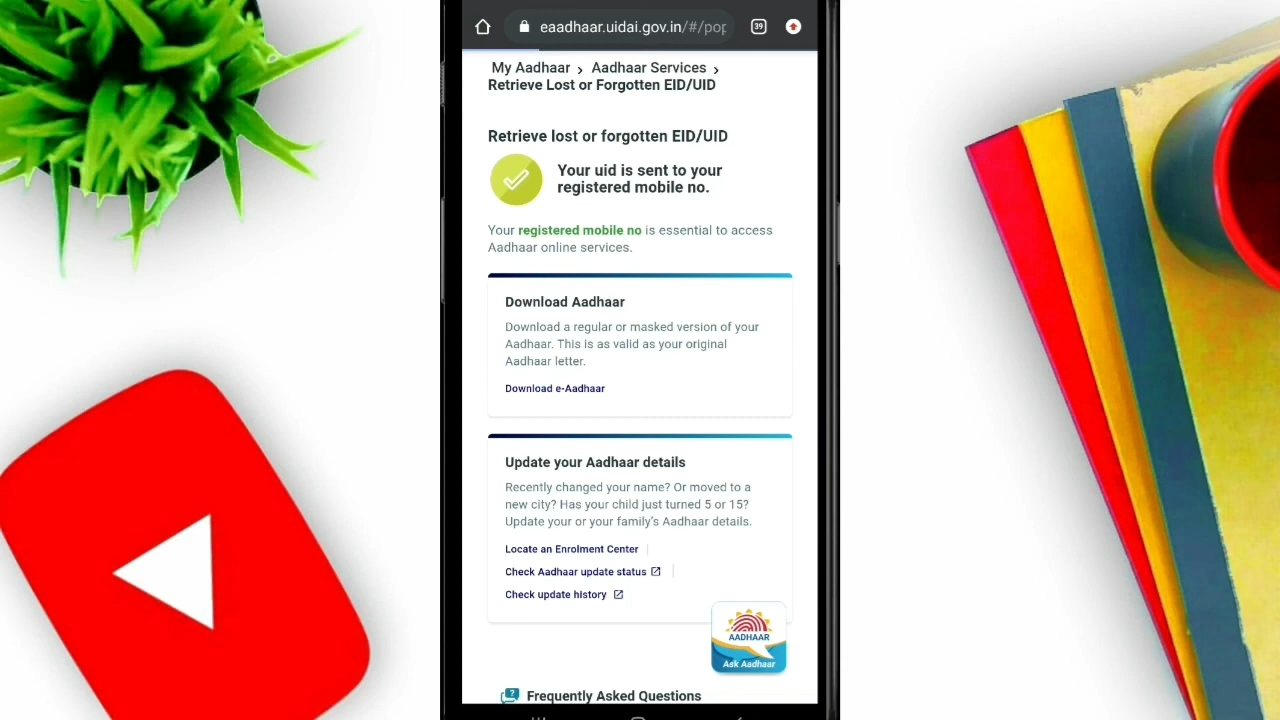 39
eaadhaar.uidai.gov.in/#/pop
My Aadhaar > Aadhaar Services >
Retrieve Lost or Forgotten EID/UID
Retrieve lost or forgotten EID/UID
Your uid is sent to your
registered mobile no.
Your registered mobile no is essential to access
Aadhaar online services.
Download Aadhaar
Download a regular or masked version of your
Aadhaar. This is as valid as your original
Aadhaar letter.
Download e-Aadhaar
Update your Aadhaar details
Recently changed your name? Or moved to a
new city? Has your child just turned 5 or 15?
Update your or your family's Aadhaar details.
Locate an Enrolment Center
Check Aadhaar update status
Check update history
AADHAAR
Ask Aadhaar
?
Frequently Asked Questions